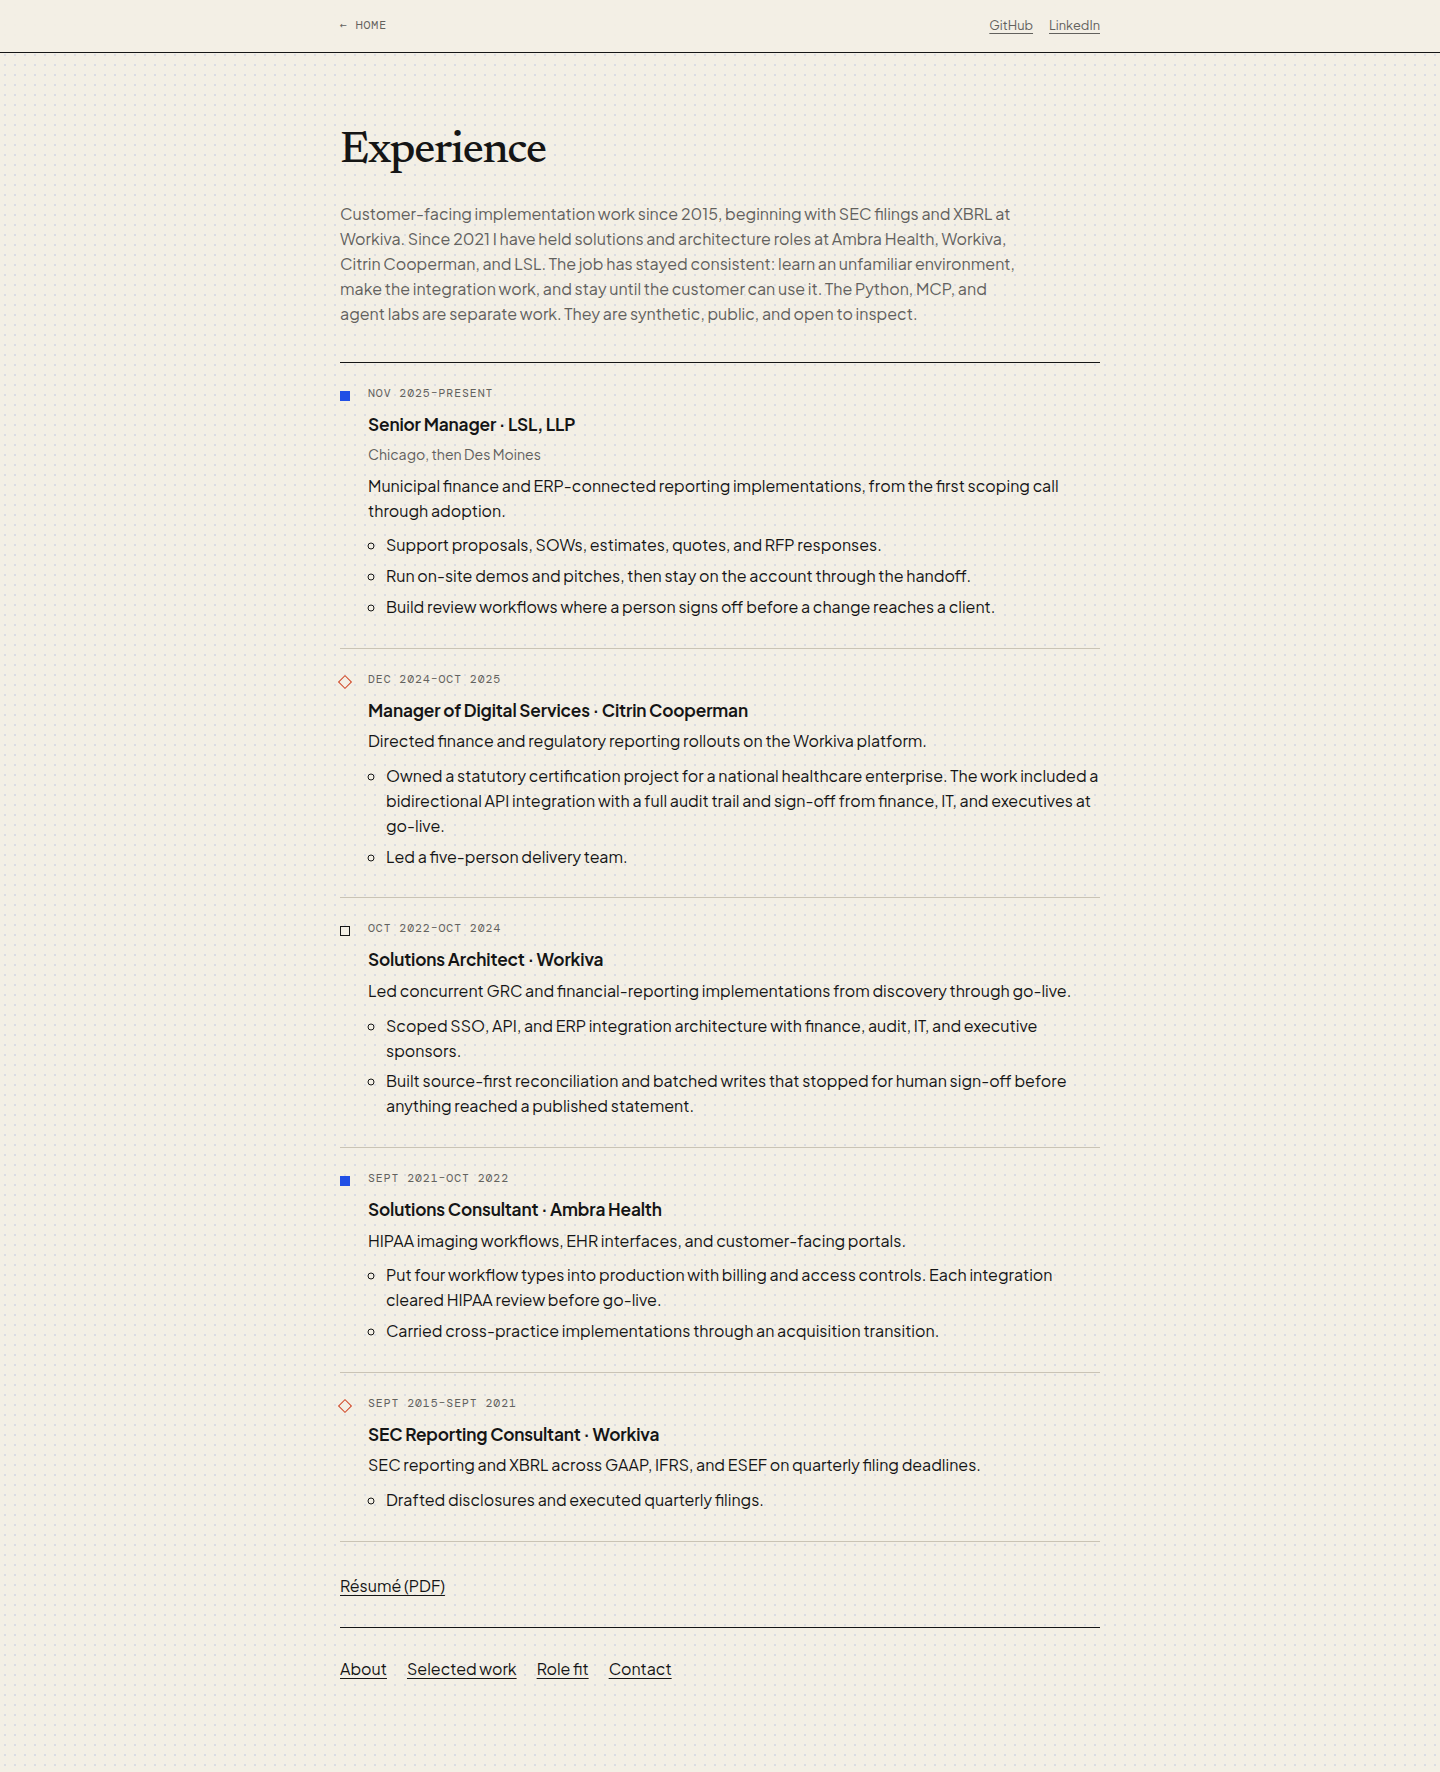 ← HOME
GitHub LinkedIn
Experience
Customer-facing implementation work since 2015, beginning with SEC filings and XBRL at
Workiva. Since 2021 I have held solutions and architecture roles at Ambra Health, Workiva,
Citrin Cooperman, and LSL. The job has stayed consistent: learn an unfamiliar environment,
make the integration work, and stay until the customer can use it. The Python, MCP, and
agent labs are separate work. They are synthetic, public, and open to inspect.
NOV 2025–PRESENT
Senior Manager · LSL, LLP
Chicago, then Des Moines
Municipal finance and ERP-connected reporting implementations, from the first scoping call
through adoption.
Support proposals, SOWs, estimates, quotes, and RFP responses.
Run on-site demos and pitches, then stay on the account through the handoff.
Build review workflows where a person signs off before a change reaches a client.
DEC 2024–OCT 2025
Manager of Digital Services · Citrin Cooperman
Directed finance and regulatory reporting rollouts on the Workiva platform.
Owned a statutory certification project for a national healthcare enterprise. The work included a
bidirectional API integration with a full audit trail and sign-off from finance, IT, and executives at
go-live.
Led a five-person delivery team.
OCT 2022–OCT 2024
Solutions Architect · Workiva
Led concurrent GRC and financial-reporting implementations from discovery through go-live.
Scoped SSO, API, and ERP integration architecture with finance, audit, IT, and executive
sponsors.
Built source-first reconciliation and batched writes that stopped for human sign-off before
anything reached a published statement.
SEPT 2021–OCT 2022
Solutions Consultant · Ambra Health
HIPAA imaging workflows, EHR interfaces, and customer-facing portals.
Put four workflow types into production with billing and access controls. Each integration
cleared HIPAA review before go-live.
Carried cross-practice implementations through an acquisition transition.
SEPT 2015–SEPT 2021
SEC Reporting Consultant · Workiva
SEC reporting and XBRL across GAAP, IFRS, and ESEF on quarterly filing deadlines.
Drafted disclosures and executed quarterly filings.
Résumé (PDF)
About Selected work Role fit Contact